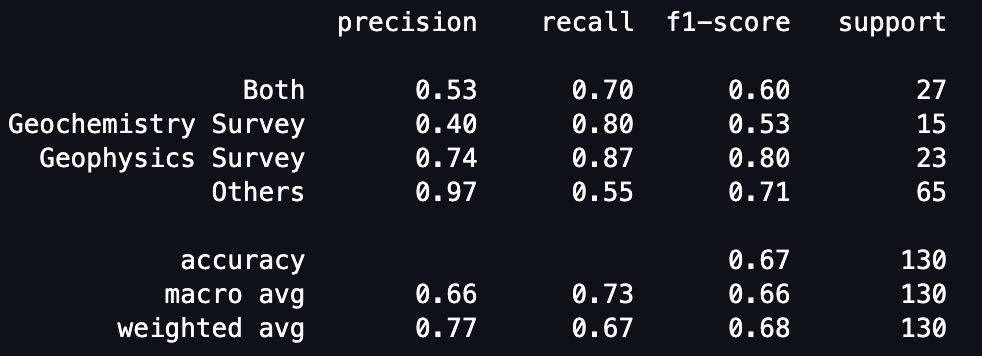 precision recall f1-score support
Both 0.53 0.70 0.60 27
Geochemistry Survey 0.40 0.80 0.53 15
Geophysics Survey 0.74 0.87 0.80 23
Others 0.97 0.55 0.71 65
accuracy 0.67 130
macro avg 0.66 0.73 0.66 130
weighted avg 0.77 0.67 0.68 130